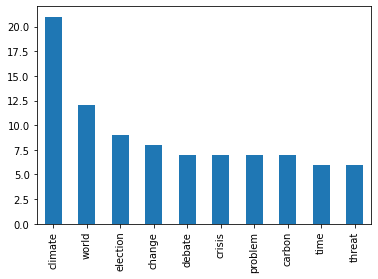 20.0
17.5
15.0
12.5
10.0
7.5
5.0
2.5
0.0
climate
world
election
change
debate
crisis
problem
carbon
time
threat